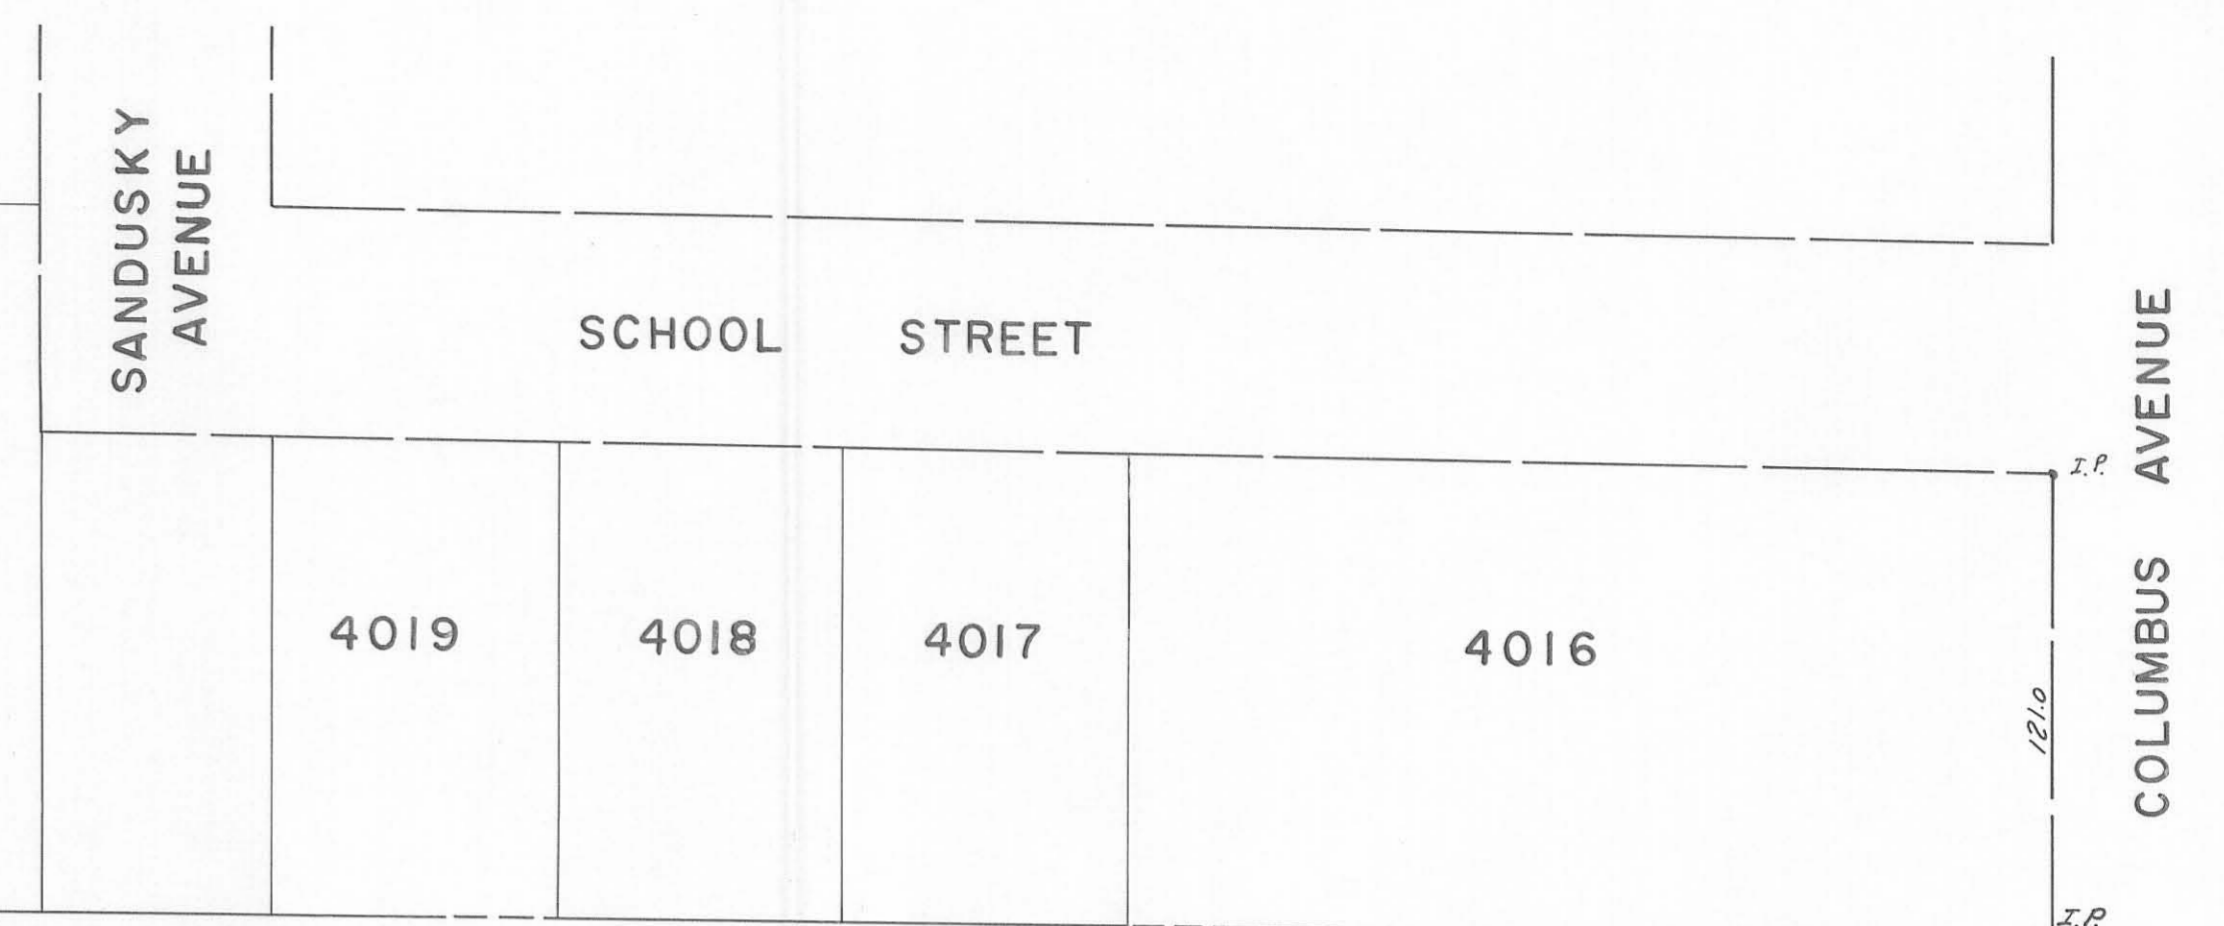 SANDUSKY
AVENUE
SCHOOL STREET
COLUMBUS AVENUE
I.P.
4019
4018
4017
4016
121.0
I.P.